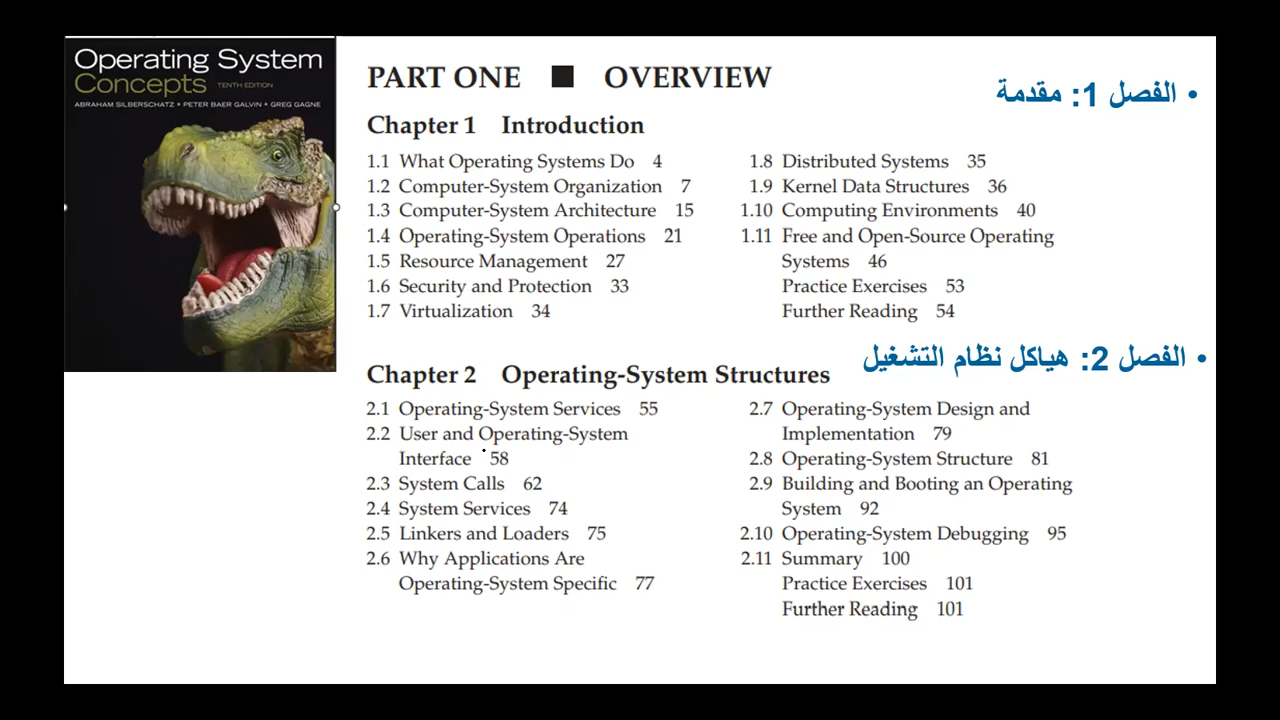 Operating System
Concepts TENTH EDITION
ABRAHAM SILBERSCHATZ • PETER BAER GALVIN • GREG GAGNE
PART ONE ■ OVERVIEW
• الفصل 1: مقدمة
Chapter 1 Introduction
1.1 What Operating Systems Do 4
1.2 Computer-System Organization 7
1.3 Computer-System Architecture 15
1.4 Operating-System Operations 21
1.5 Resource Management 27
1.6 Security and Protection 33
1.7 Virtualization 34
1.8 Distributed Systems 35
1.9 Kernel Data Structures 36
1.10 Computing Environments 40
1.11 Free and Open-Source Operating
Systems 46
Practice Exercises 53
Further Reading 54
• الفصل 2: هياكل نظام التشغيل
Chapter 2 Operating-System Structures
2.1 Operating-System Services 55
2.2 User and Operating-System
Interface 58
2.3 System Calls 62
2.4 System Services 74
2.5 Linkers and Loaders 75
2.6 Why Applications Are
Operating-System Specific 77
2.7 Operating-System Design and
Implementation 79
2.8 Operating-System Structure 81
2.9 Building and Booting an Operating
System 92
2.10 Operating-System Debugging 95
2.11 Summary 100
Practice Exercises 101
Further Reading 101